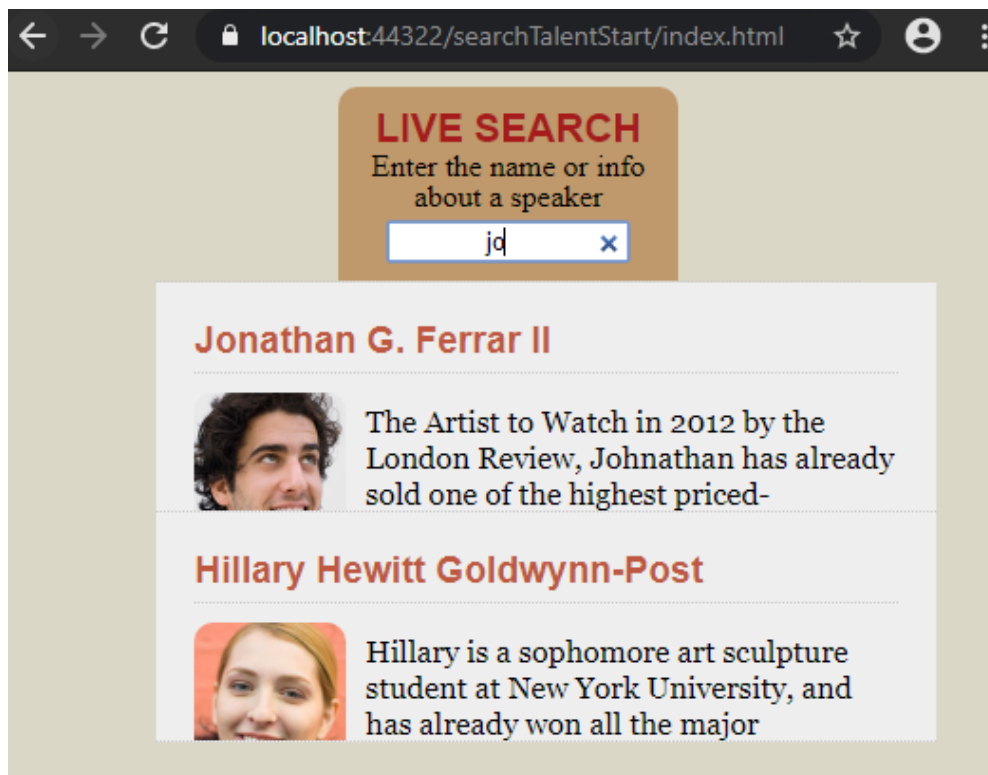 localhost:44322/searchTalentStart/index.html
LIVE SEARCH
Enter the name or info
about a speaker
jo
Jonathan G. Ferrar II
The Artist to Watch in 2012 by the
London Review, Johnathan has already
sold one of the highest priced-
Hillary Hewitt Goldwynn-Post
Hillary is a sophomore art sculpture
student at New York University, and
has already won all the major